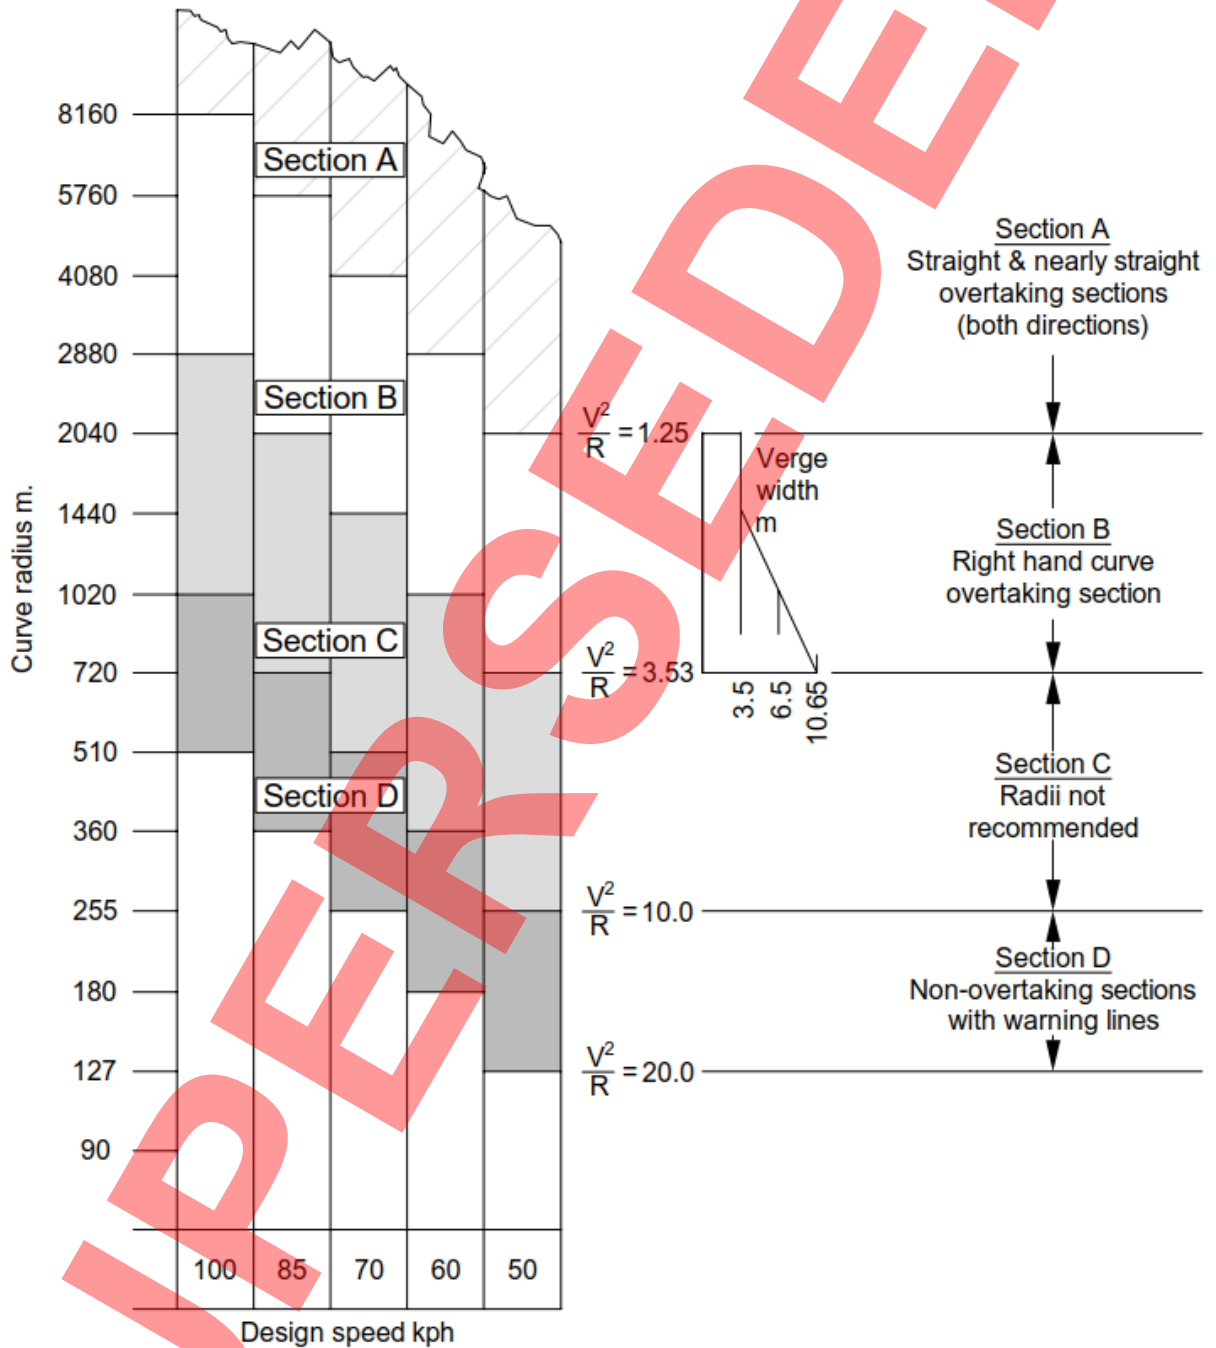 8160
5760
4080
2880
2040
1440
1020
720
510
360
255
180
127
90
Curve radius m.
Section A
Section B
Section C
Section D
100 85 70 60 50
Design speed kph
V²/R = 1.25
V²/R = 3.53
V²/R = 10.0
V²/R = 20.0
Verge
width
m
3.5
6.5
10.65
Section A
Straight & nearly straight
overtaking sections
(both directions)
Section B
Right hand curve
overtaking section
Section C
Radii not
recommended
Section D
Non-overtaking sections
with warning lines
UPERSEDE